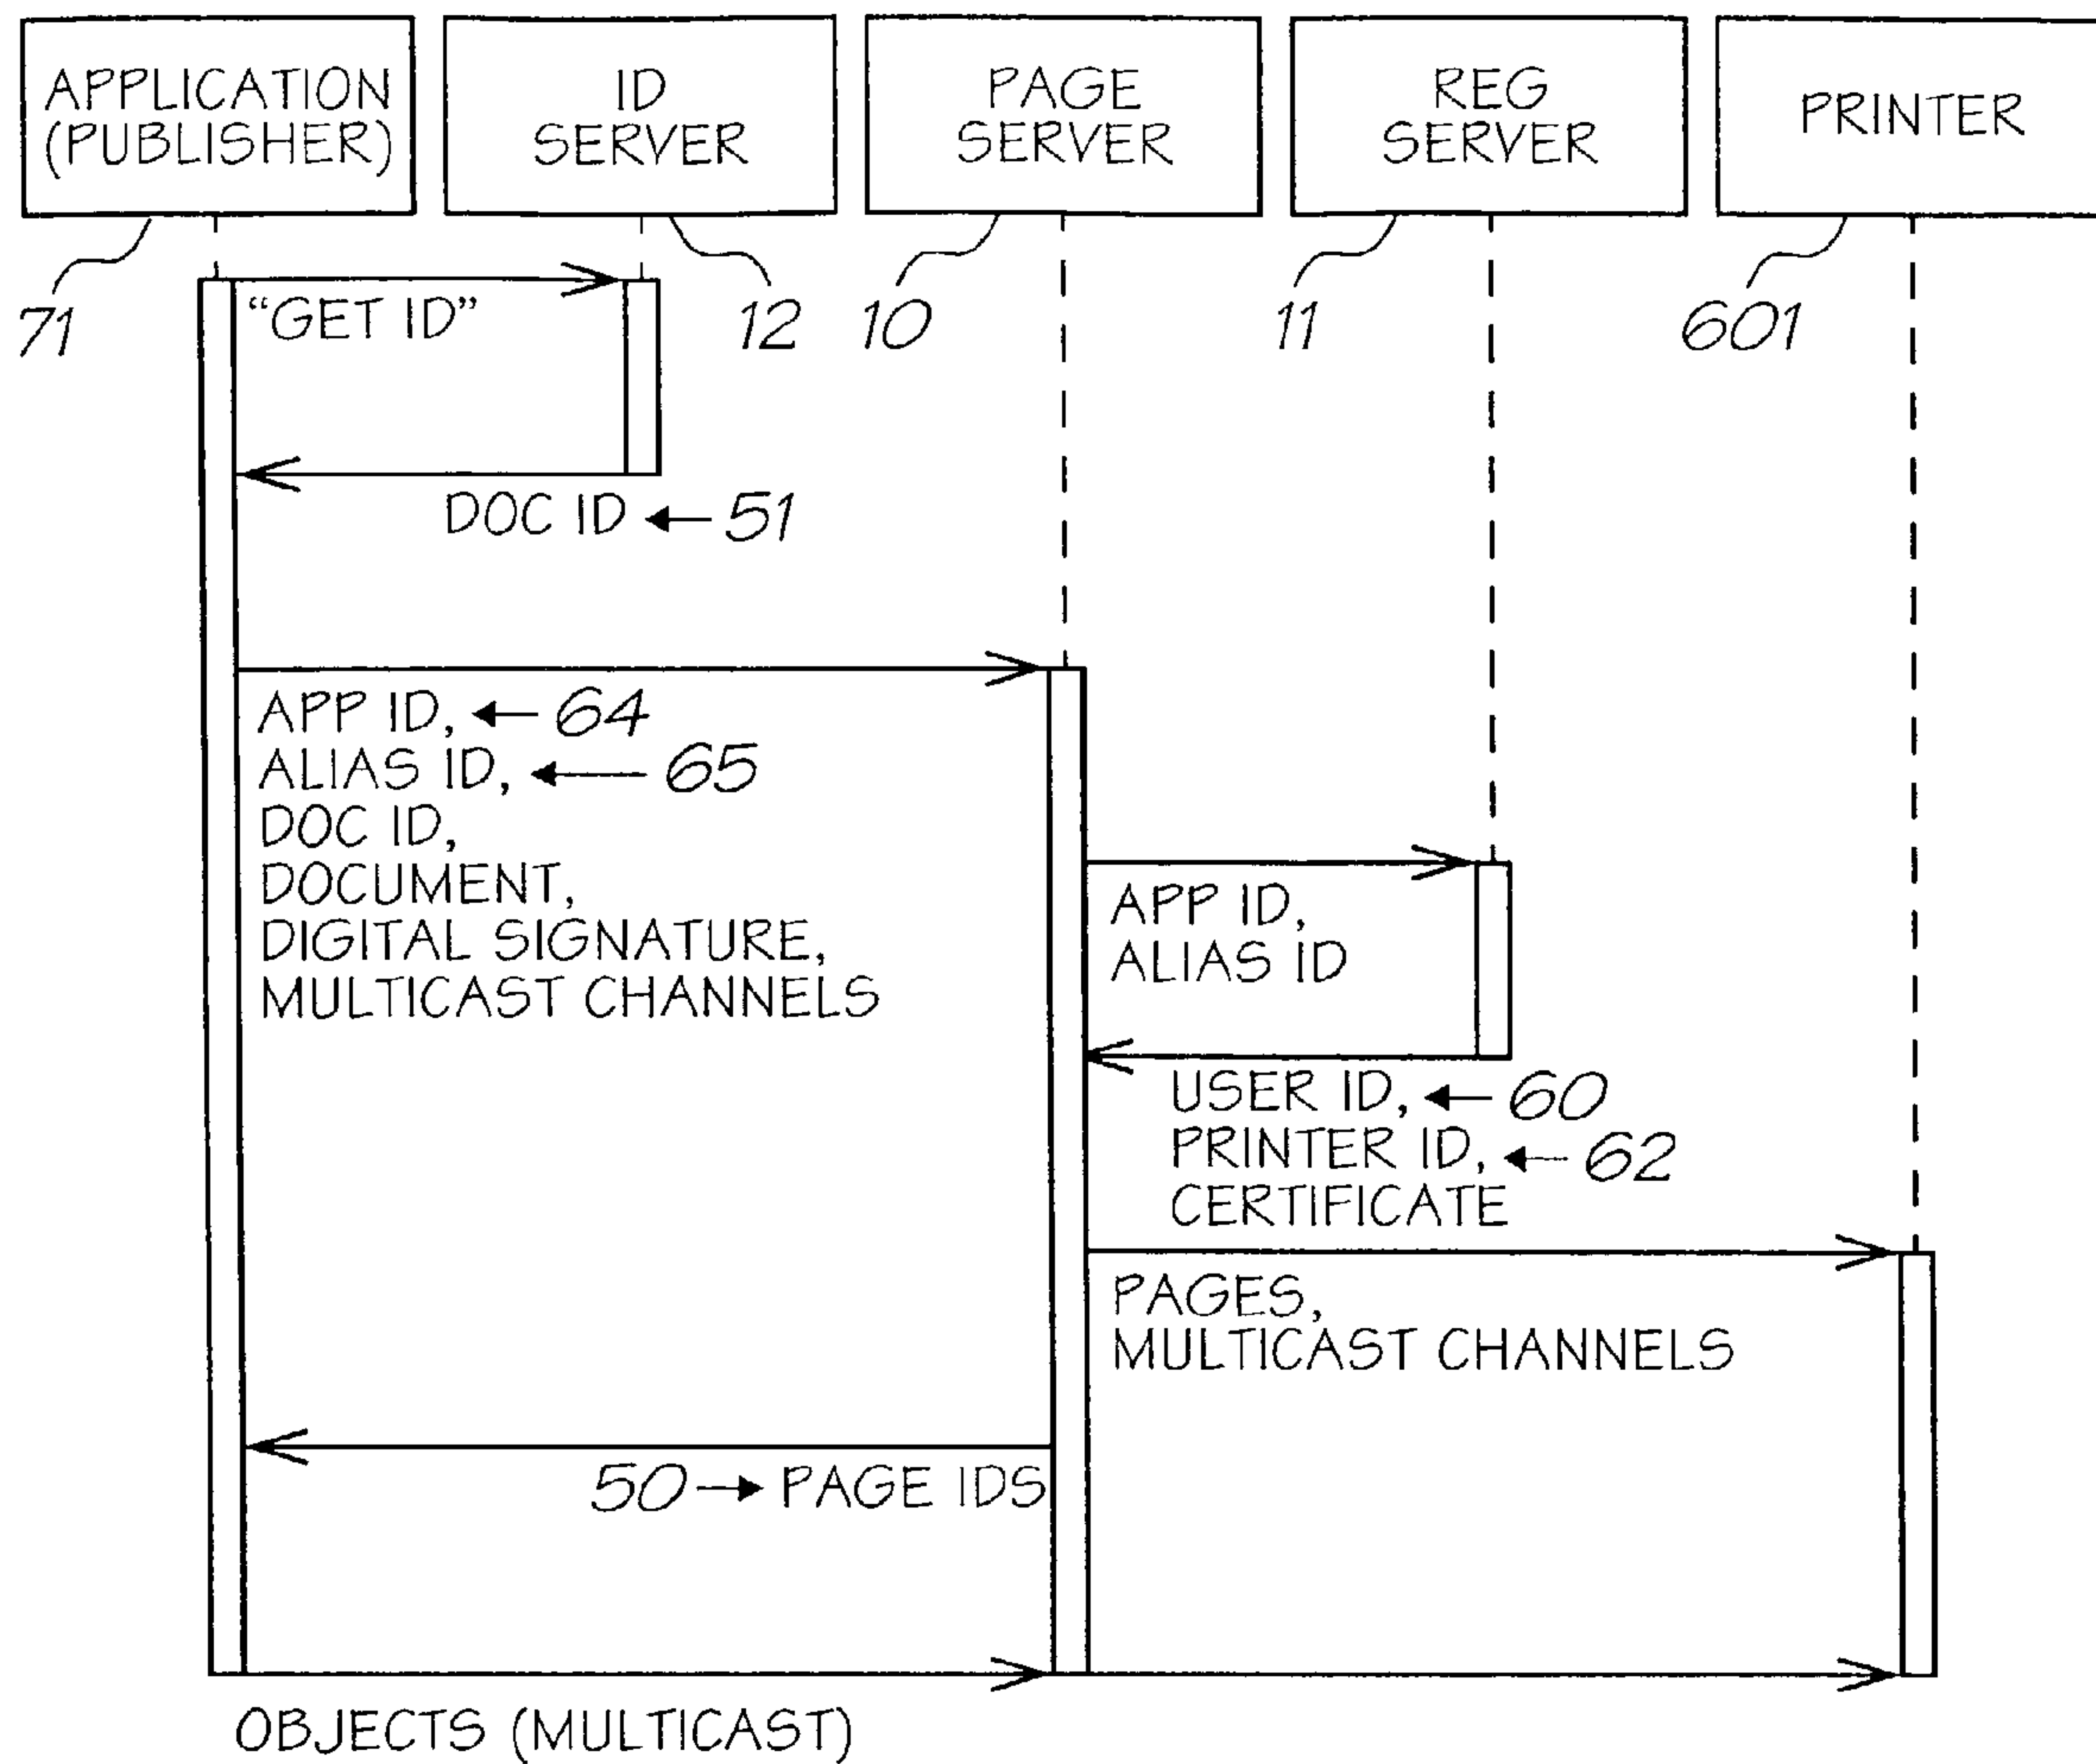 APPLICATION
(PUBLISHER)
ID
SERVER
PAGE
SERVER
REG
SERVER
PRINTER
71
12
10
11
601
"GET ID"
DOC ID ← 51
APP ID, ← 64
ALIAS ID, ← 65
DOC ID,
DOCUMENT,
DIGITAL SIGNATURE,
MULTICAST CHANNELS
APP ID,
ALIAS ID
USER ID, ← 60
PRINTER ID, ← 62
CERTIFICATE
PAGES,
MULTICAST CHANNELS
50 → PAGE IDS
OBJECTS (MULTICAST)